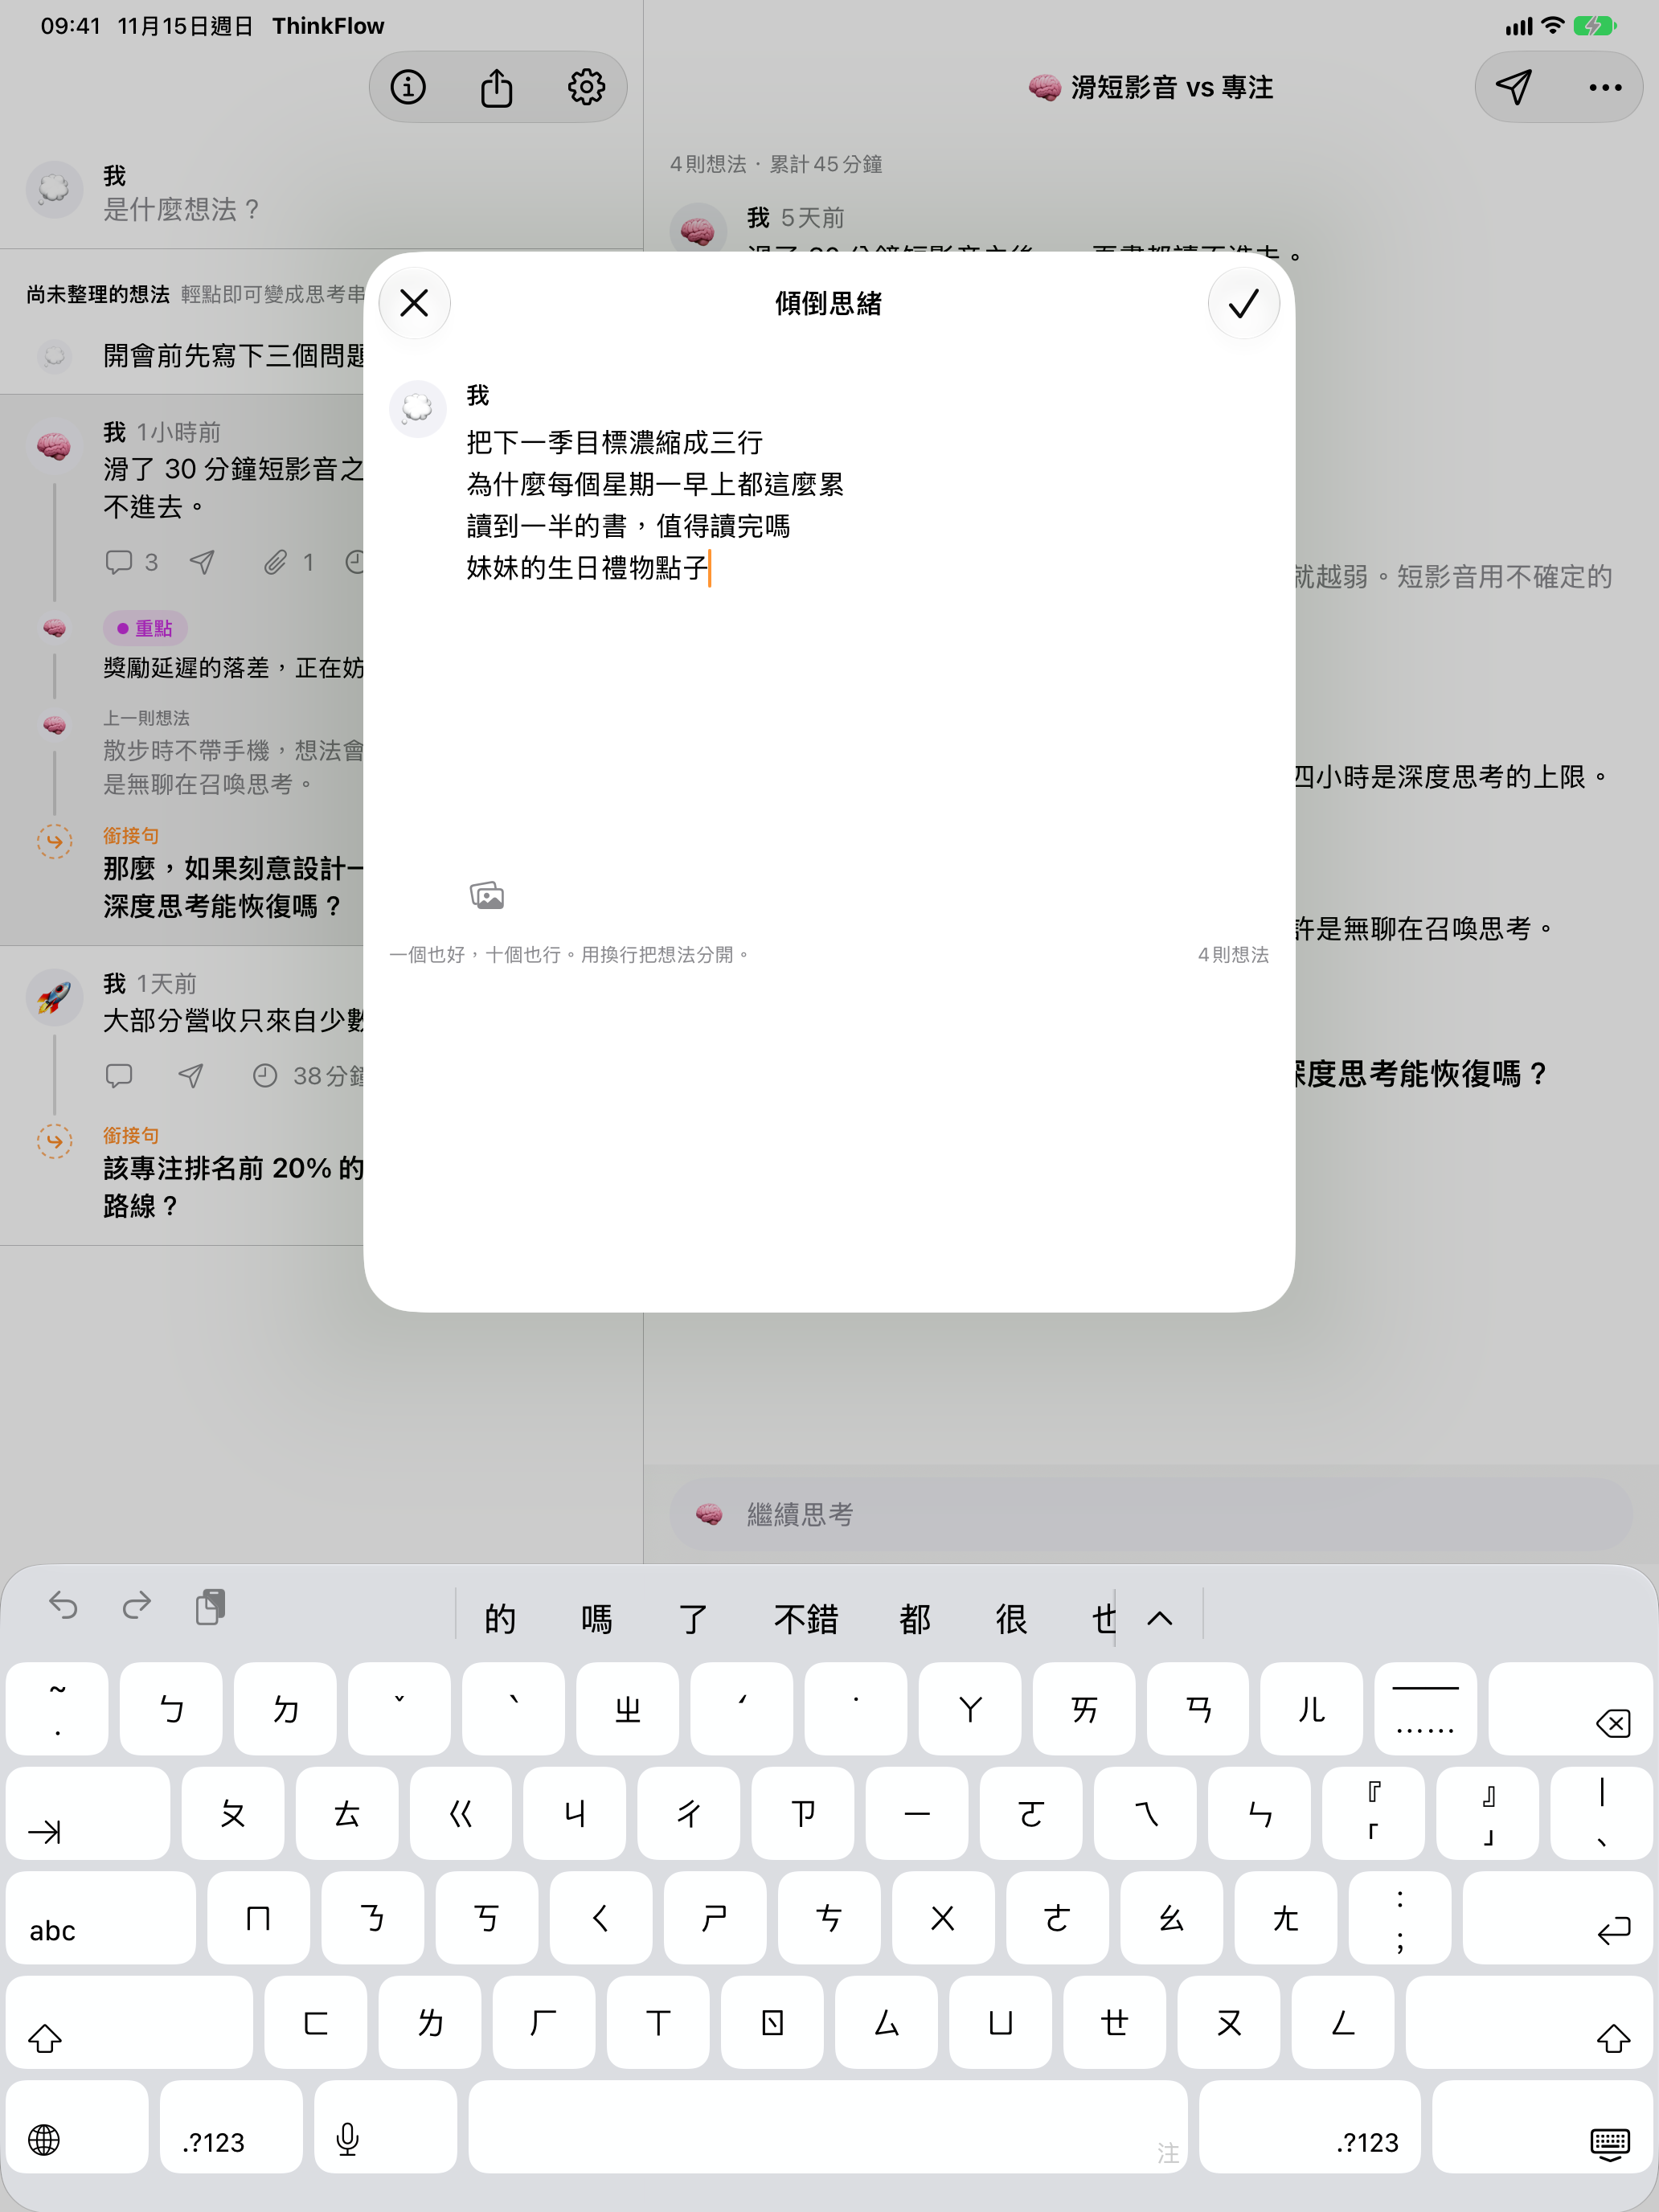 09:41 11月15日週日 ThinkFlow
🧠 滑短影音 vs 專注
我
是什麼想法？
尚未整理的想法 輕點即可變成思考串
開會前先寫下三個問題
我 1小時前
滑了 30 分鐘短影音之
不進去。
3
1
重點
獎勵延遲的落差，正在妨
上一則想法
散步時不帶手機，想法會
是無聊在召喚思考。
銜接句
那麼，如果刻意設計一
深度思考能恢復嗎？
我 1天前
大部分營收只來自少數
38分鐘
銜接句
該專注排名前 20% 的
路線？
4則想法 · 累計45分鐘
我 5天前
就越弱。短影音用不確定的
四小時是深度思考的上限。
許是無聊在召喚思考。
深度思考能恢復嗎？
繼續思考
傾倒思緒
我
把下一季目標濃縮成三行
為什麼每個星期一早上都這麼累
讀到一半的書，值得讀完嗎
妹妹的生日禮物點子
一個也好，十個也行。用換行把想法分開。
4則想法
的 嗎 了 不錯 都 很 也
~ . ㄅ ㄉ ˇ ˋ ㄓ ˊ ˙ ㄚ ㄞ ㄢ ㄦ — ……
ㄆ ㄊ ㄍ ㄐ ㄔ ㄗ ㄧ ㄛ ㄟ ㄣ 『 「 』 」 | 、
abc ㄇ ㄋ ㄎ ㄑ ㄕ ㄘ ㄨ ㄜ ㄠ ㄤ : ;
ㄈ ㄌ ㄏ ㄒ ㄖ ㄙ ㄩ ㄝ ㄡ ㄥ
.?123 注 .?123